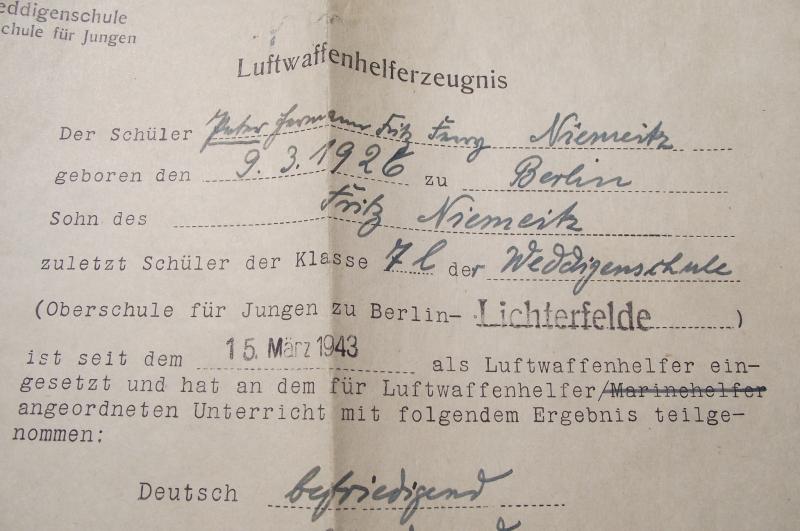 eddigenschule
chule für Jungen
Luftwaffenhelferzeugnis
Der Schüler Peter Hermann Fritz Niemeitz
geboren den 9. 3. 1926 zu Berlin
Sohn des Fritz Niemeitz
zuletzt Schüler der Klasse 7 l der Weddigenschule
(Oberschule für Jungen zu Berlin- Lichterfelde )
ist seit dem 15. März 1943 als Luftwaffenhelfer ein-
gesetzt und hat an dem für Luftwaffenhelfer/Marinehelfer
angeordneten Unterricht mit folgendem Ergebnis teilge-
nommen:
Deutsch befriedigend